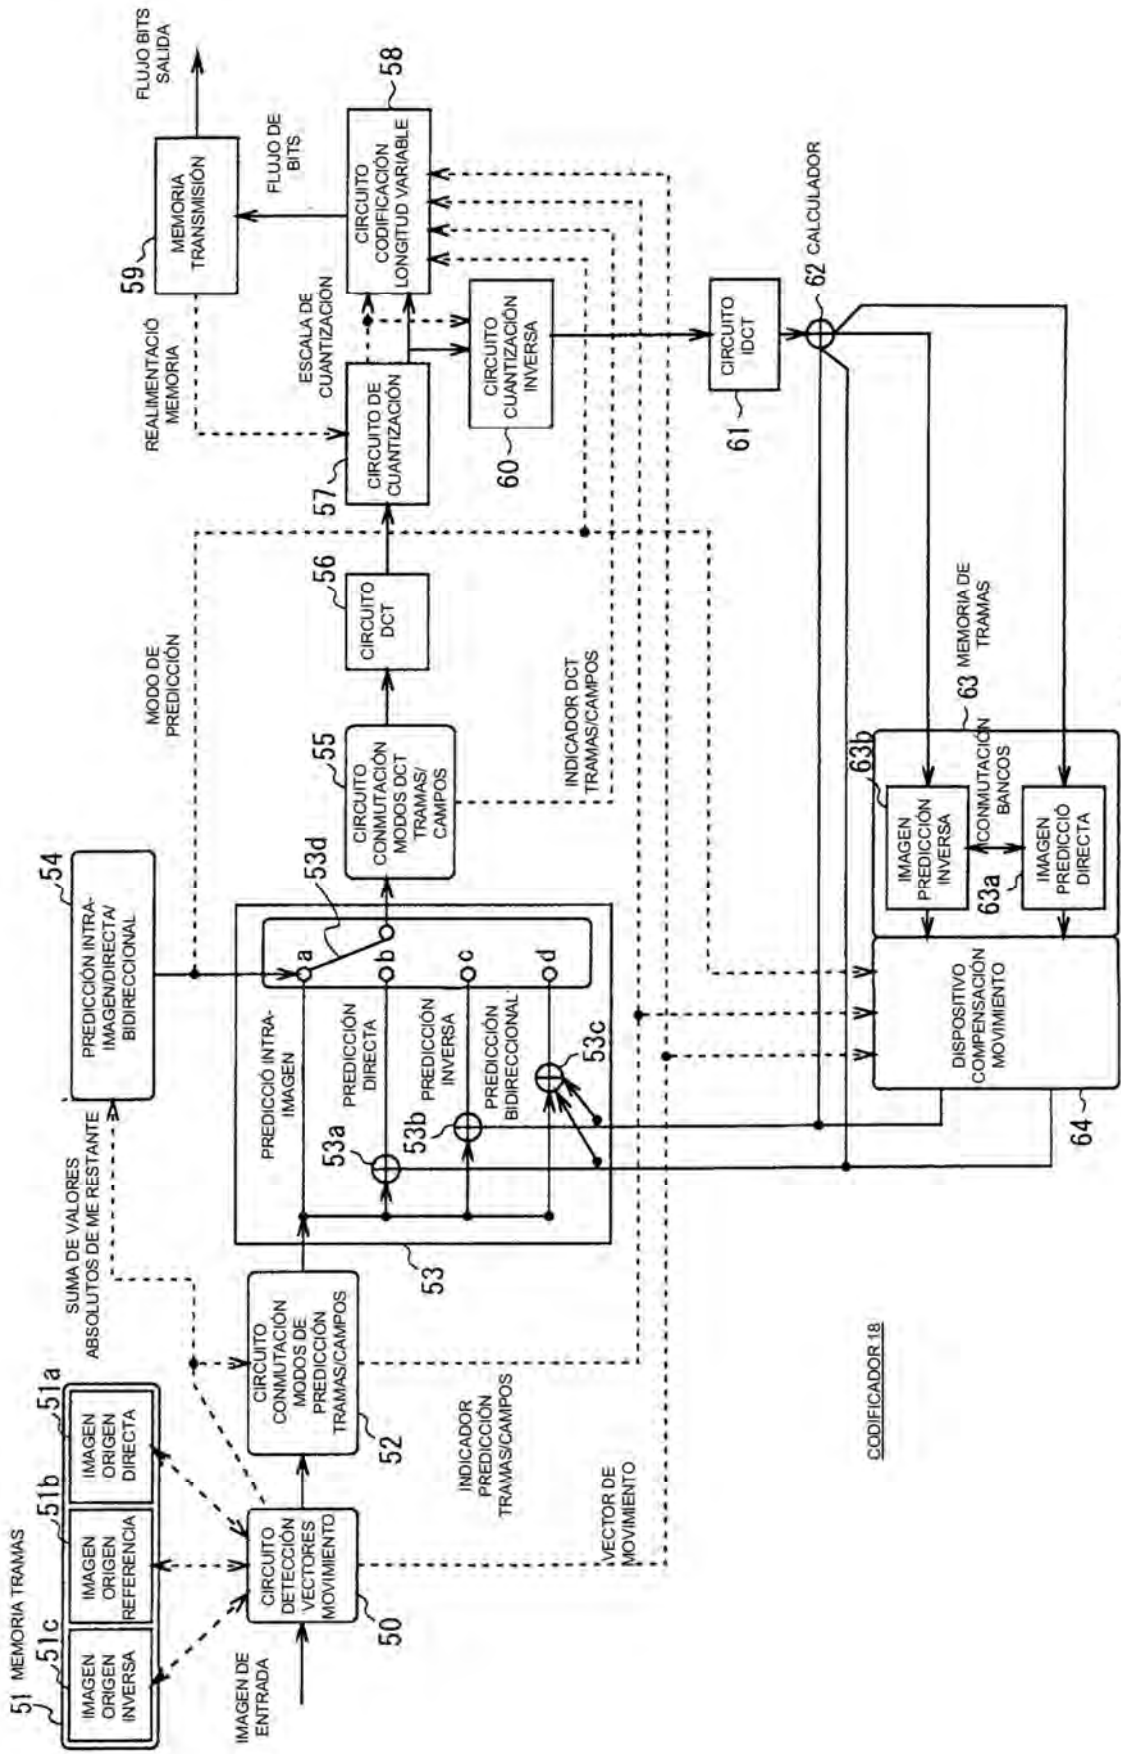 51 MEMORIA TRAMAS
51c
51b
51a
IMAGEN
ORIGEN
INVERSA
IMAGEN
ORIGEN
REFERENCIA
IMAGEN
ORIGEN
DIRECTA
IMAGEN DE
ENTRADA
CIRCUITO
DETECCIÓN
VECTORES
MOVIMIENTO
50
SUMA DE VALORES
ABSOLUTOS DE ME RESTANTE
CIRCUITO
CONMUTACIÓN
MODOS DE
PREDICCIÓN
TRAMAS/CAMPOS
52
INDICADOR
PREDICCIÓN
TRAMAS/CAMPOS
VECTOR DE
MOVIMIENTO
PREDICCIÓN INTRA-
IMAGEN/DIRECTA/
BIDIRECCIONAL
54
53
PREDICCIÓ INTRA-
IMAGEN
PREDICCIÓN
DIRECTA
PREDICCIÓN
INVERSA
PREDICCIÓN
BIDIRECCIONAL
53a
53b
53c
53d
a
b
c
d
MODO DE
PREDICCIÓN
CIRCUITO
CONMUTACIÓN
MODOS DCT
TRAMAS/
CAMPOS
55
INDICADOR DCT
TRAMAS/CAMPOS
CIRCUITO
DCT
56
CIRCUITO DE
CUANTIZACIÓN
57
REALIMENTACIÓ
MEMORIA
ESCALA DE
CUANTIZACIÓN
CIRCUITO
CODIFICACIÓN
LONGITUD VARIABLE
58
FLUJO DE
BITS
MEMORIA
TRANSMISIÓN
59
FLUJO BITS
SALIDA
CIRCUITO
CUANTIZACIÓN
INVERSA
60
CIRCUITO
IDCT
61
62 CALCULADOR
63 MEMORIA DE
TRAMAS
63b
IMAGEN
PREDICCIÓN
INVERSA
CONMUTACIÓN
BANCOS
63a
IMAGEN
PREDICCIÓ
DIRECTA
DISPOSITIVO
COMPENSACIÓN
MOVIMIENTO
64
CODIFICADOR 18